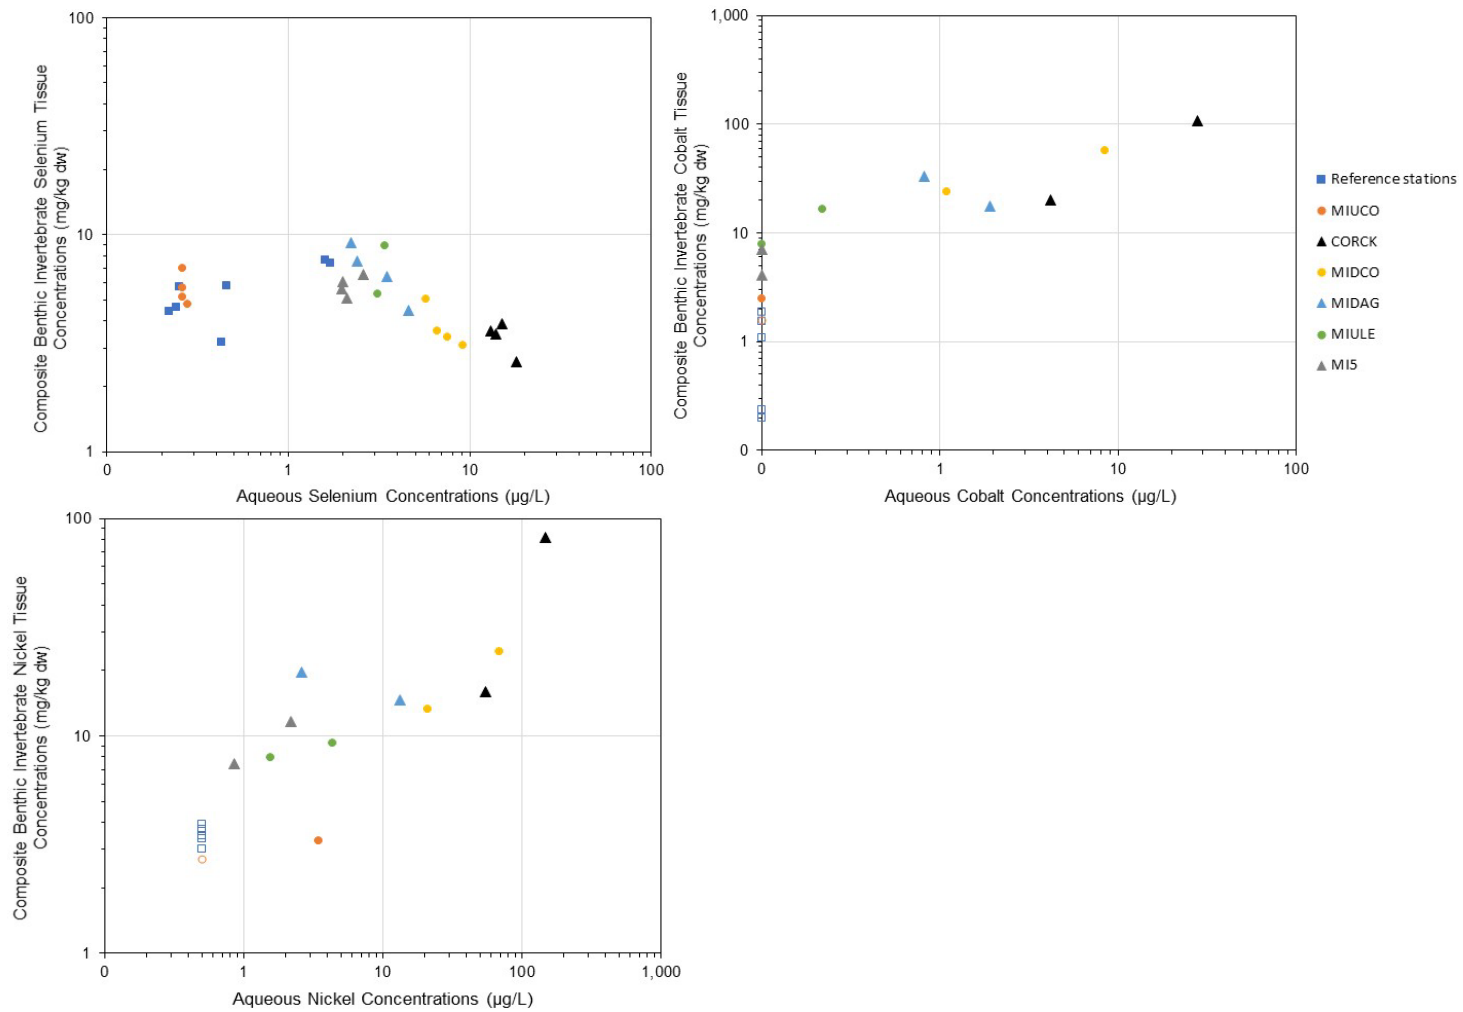 Composite Benthic Invertebrate Selenium Tissue
Concentrations (mg/kg dw)
100
10
1
0
1
10
100
Aqueous Selenium Concentrations (µg/L)
Composite Benthic Invertebrate Cobalt Tissue
Concentrations (mg/kg dw)
1,000
100
10
1
0
0
1
10
100
Aqueous Cobalt Concentrations (µg/L)
Reference stations
MIUCO
CORCK
MIDCO
MIDAG
MIULE
MI5
Composite Benthic Invertebrate Nickel Tissue
Concentrations (mg/kg dw)
100
10
1
0
1
10
100
1,000
Aqueous Nickel Concentrations (µg/L)